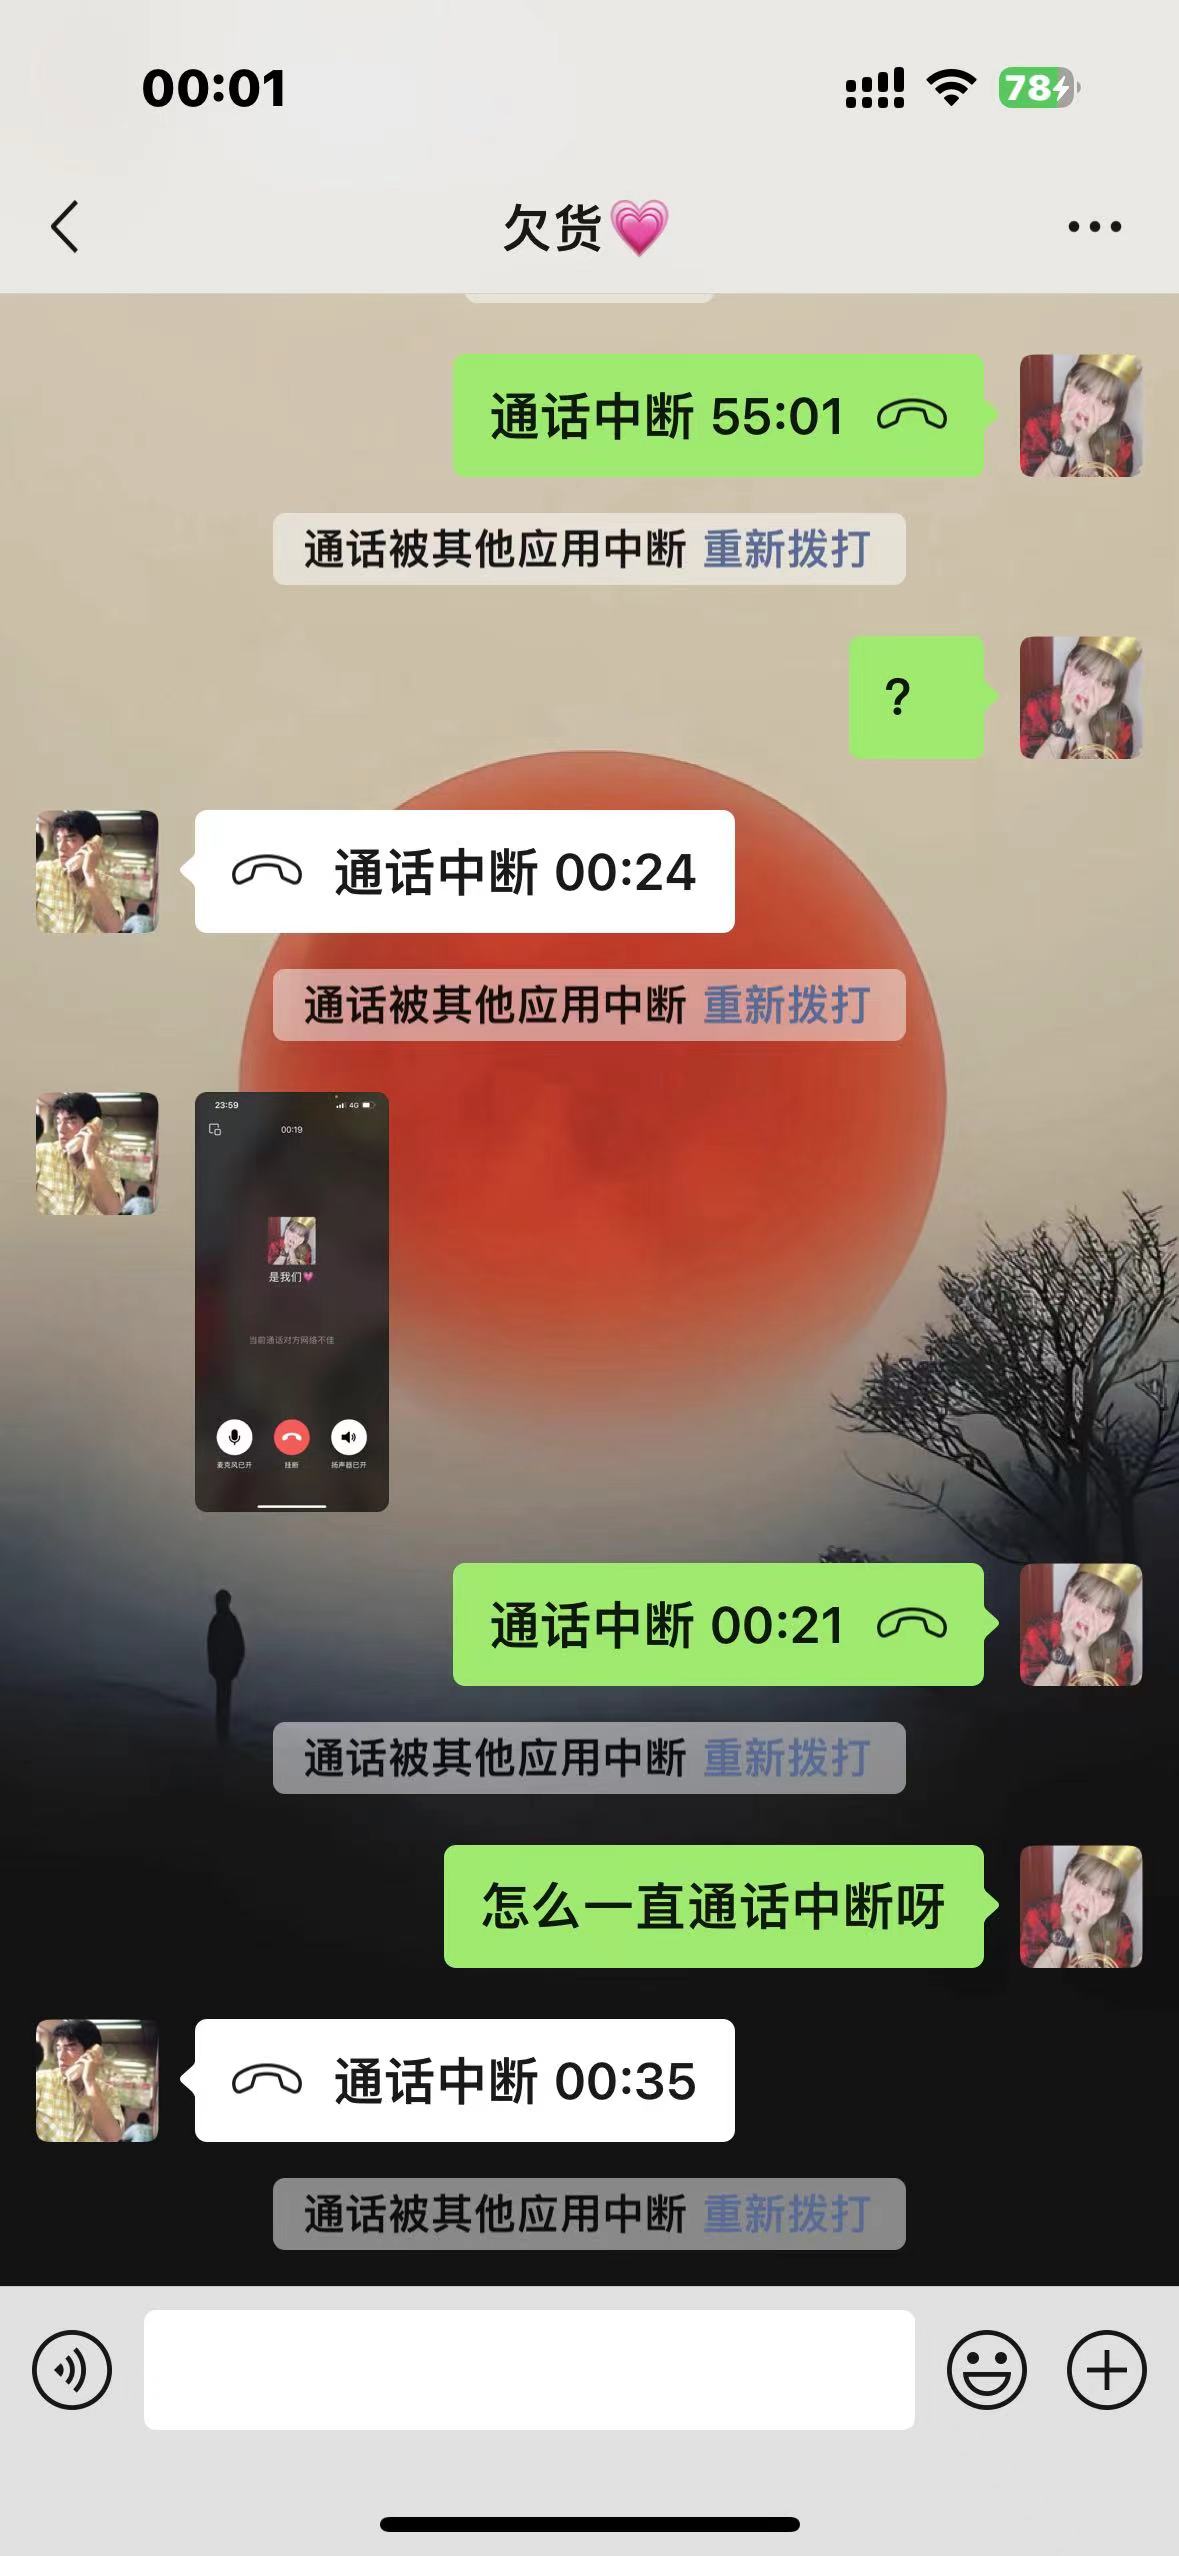 00:01
78
欠货💗
通话中断 55:01
通话被其他应用中断 重新拨打
?
通话中断 00:24
通话被其他应用中断 重新拨打
23:59
4G
00:19
是我们💗
当前通话对方网络不佳
麦克风已开 挂断 扬声器已开
通话中断 00:21
通话被其他应用中断 重新拨打
怎么一直通话中断呀
通话中断 00:35
通话被其他应用中断 重新拨打